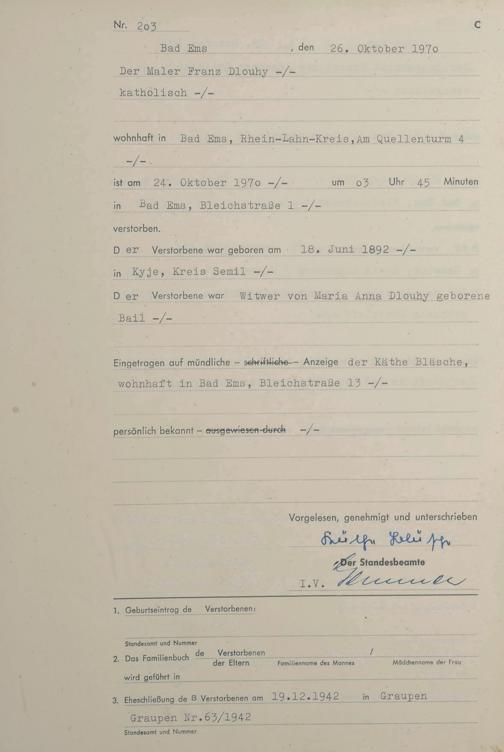 Nr. 2o3 C
Bad Ems , den 26. Oktober 197o
Der Maler Franz Dlouhy -/-
katholisch -/-
wohnhaft in Bad Ems, Rhein-Lahn-Kreis,Am Quellenturm 4
-/-
ist am 24. Oktober 197o -/- um o3 Uhr 45 Minuten
in Bad Ems, Bleichstraße 1 -/-
verstorben.
D er Verstorbene war geboren am 18. Juni 1892 -/-
in Kyje, Kreis Semil -/-
D er Verstorbene war Witwer von Maria Anna Dlouhy geborene
Bail -/-
Eingetragen auf mündliche – schriftliche – Anzeige der Käthe Bläsche,
wohnhaft in Bad Ems, Bleichstraße 13 -/-
persönlich bekannt – ausgewiesen durch -/-
Vorgelesen, genehmigt und unterschrieben
Der Standesbeamte
I.V.
1. Geburtseintrag de Verstorbenen:
Standesamt und Nummer
2. Das Familienbuch de Verstorbenen /
der Eltern Familienname des Mannes Mädchenname der Frau
wird geführt in
3. Eheschließung de s Verstorbenen am 19.12.1942 in Graupen
Graupen Nr.63/1942
Standesamt und Nummer